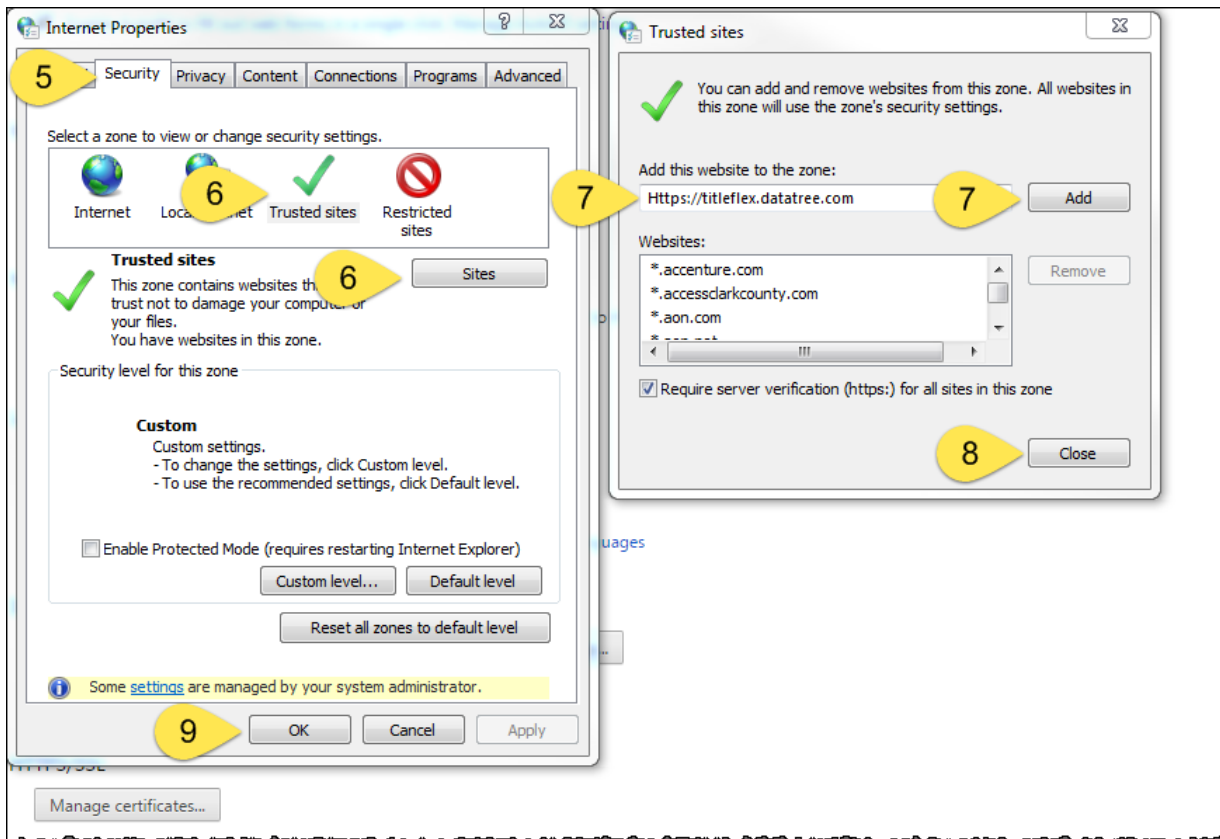 Internet Properties
5
Security
Privacy
Content
Connections
Programs
Advanced
Select a zone to view or change security settings.
6
Internet
Trusted sites
Restricted
sites
Trusted sites
6
Sites
This zone contains websites
trust not to damage your computer or
your files.
You have websites in this zone.
Security level for this zone
Custom
Custom settings.
- To change the settings, click Custom level.
- To use the recommended settings, click Default level.
Enable Protected Mode (requires restarting Internet Explorer)
Custom level...
Default level
Reset all zones to default level
Some settings are managed by your system administrator.
9
OK
Cancel
Apply
HTTPS/SSL
Manage certificates...
Trusted sites
You can add and remove websites from this zone. All websites in
this zone will use the zone's security settings.
Add this website to the zone:
7
Https://titleflex.datatree.com
7
Add
Websites:
*.accenture.com
*.accessclarkcounty.com
*.aon.com
Remove
Require server verification (https:) for all sites in this zone
8
Close
uages